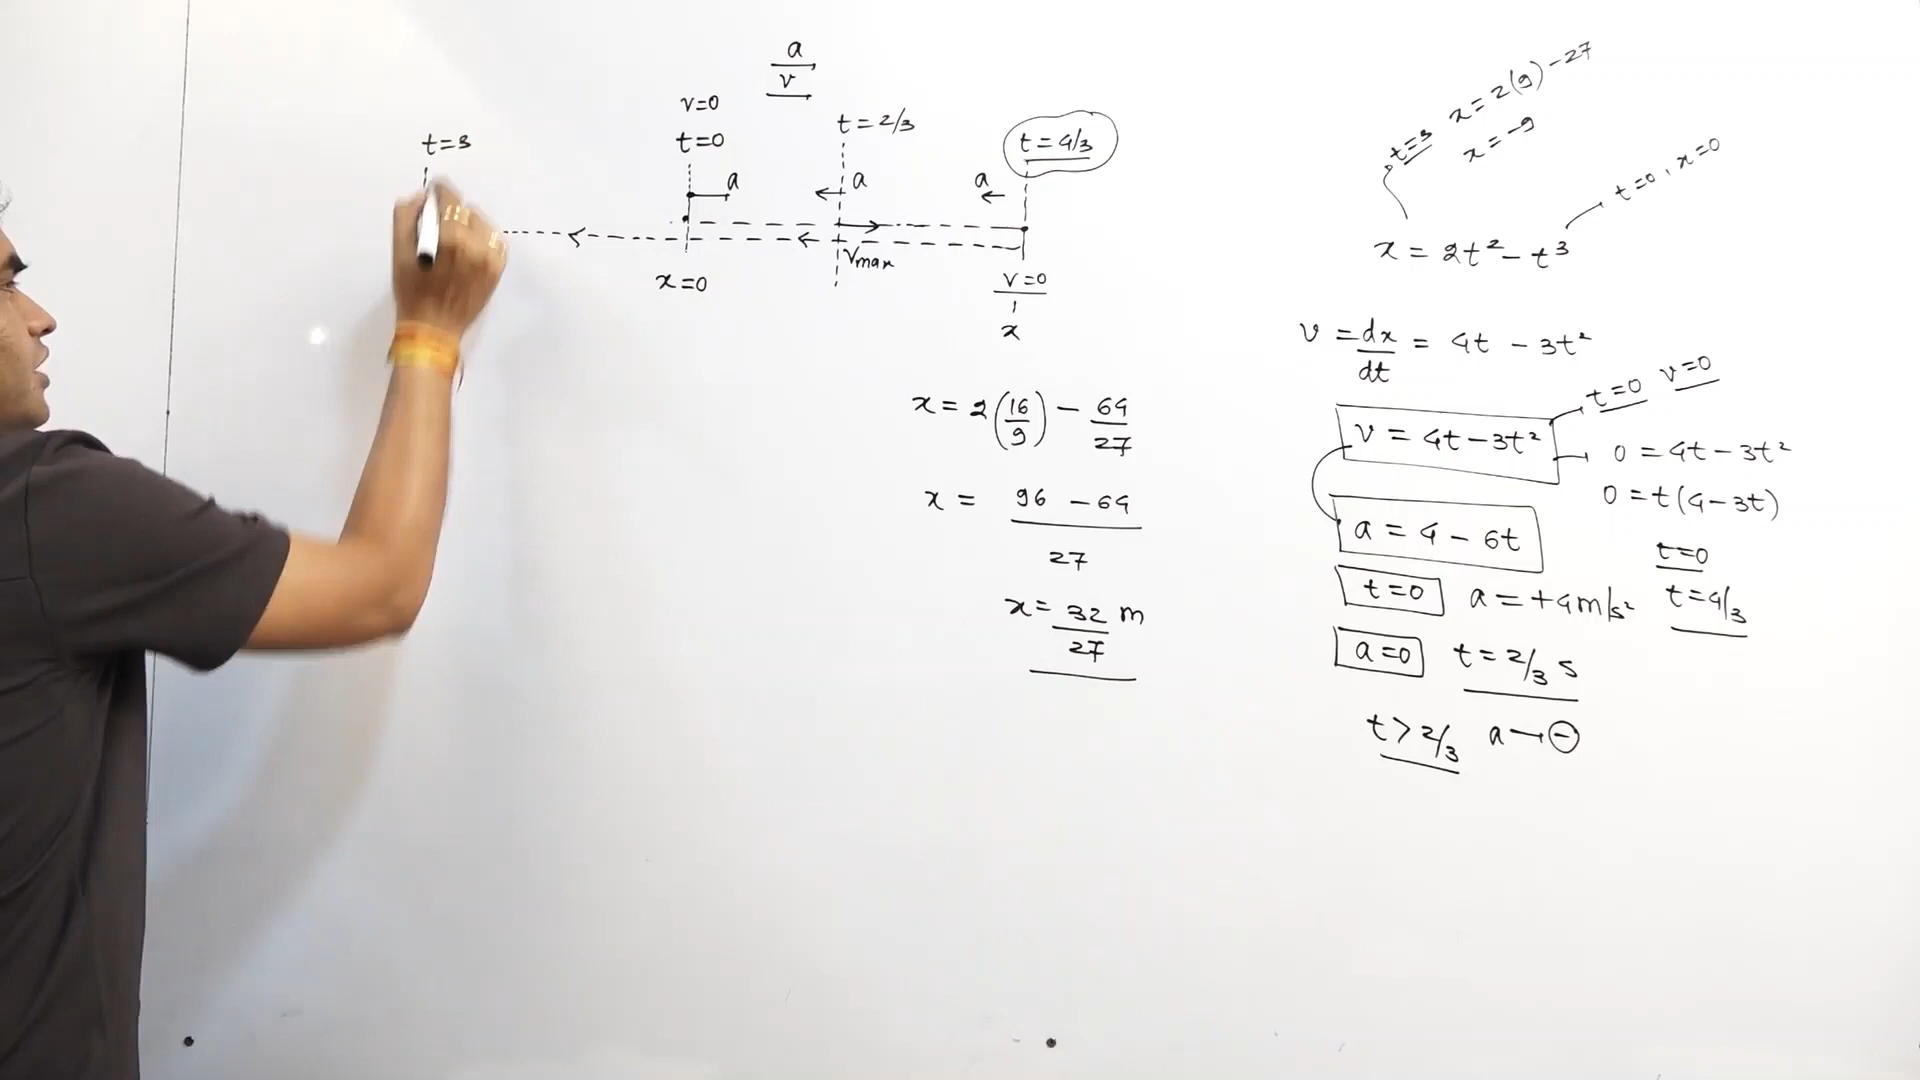 a
v
v=0
t=0
t=2/3
t=4/3
t=3
a
a
a
Vmax
x=0
v=0
x
x=2(16/9)-64/27
x= 96-64
27
x=32/27 m
t=3
x=2(9)-27
x=-9
t=0, x=0
x=2t²-t³
v=dx/dt=4t-3t²
t=0 v=0
v=4t-3t²
0=4t-3t²
0=t(4-3t)
a=4-6t
t=0
t=0 a=+4m/s²
t=4/3
a=0 t=2/3 s
t>2/3 a→⊖